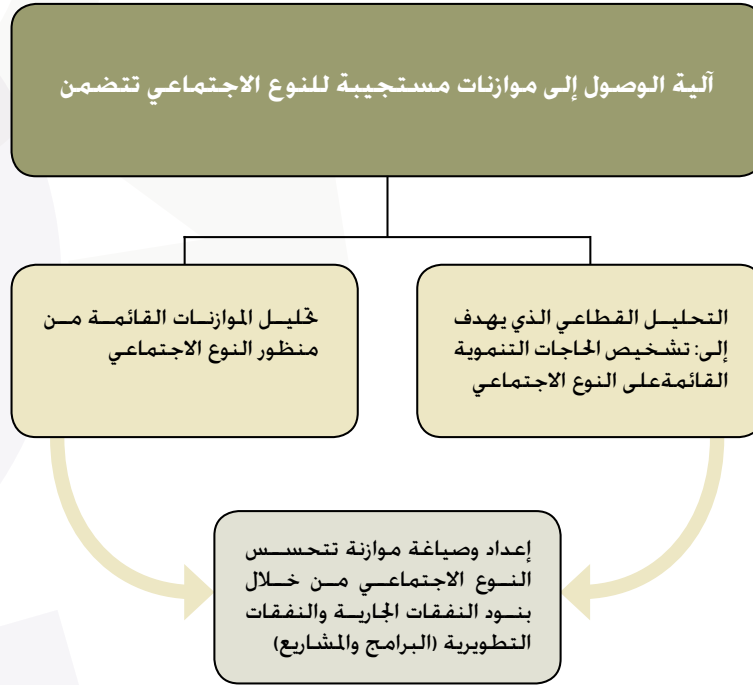 آلية الوصول إلى موازنات مستجيبة للنوع الاجتماعي تتضمن
التحليل القطاعي الذي يهدف
إلى: تشخيص الحاجات التنموية
القائمةعلى النوع الاجتماعي
تحليل الموازنات القائمة من
منظور النوع الاجتماعي
إعداد وصياغة موازنة تتحسس
النوع الاجتماعي من خلال
بنود النفقات الجارية والنفقات
التطويرية (البرامج والمشاريع)